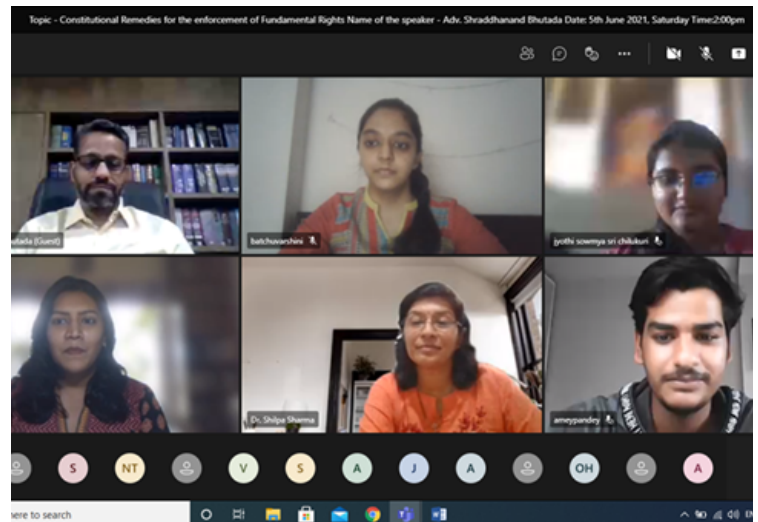 Topic - Constitutional Remedies for the enforcement of Fundamental Rights Name of the speaker - Adv. Shraddhanand Bhutada Date: 5th June 2021, Saturday Time:2:00pm
utada (Guest)
batchuvarshini
jyothi sowmya sri chilukuri
Dr. Shilpa Sharma
ameypandey
S NT V S A J A OH A
here to search